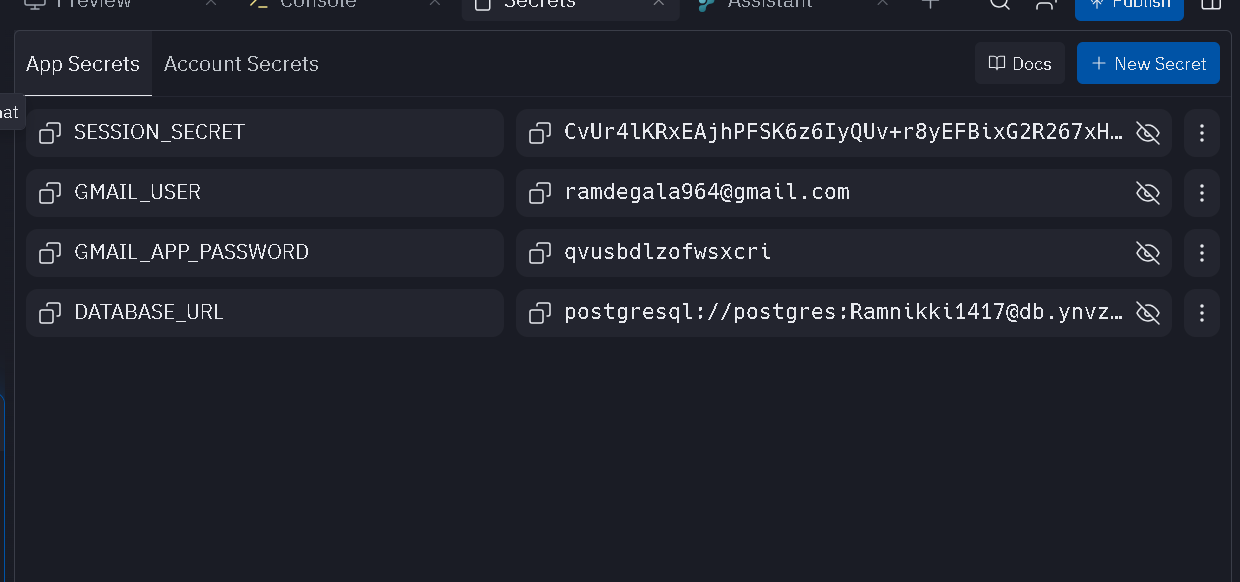 Preview Console Secrets Assistant Publish
App Secrets Account Secrets Docs New Secret
SESSION_SECRET CvUr4lKRxEAjhPFSK6z6IyQUv+r8yEFBixG2R267xH…
GMAIL_USER ramdegala964@gmail.com
GMAIL_APP_PASSWORD qvusbdlzofwsxcri
DATABASE_URL postgresql://postgres:Ramnikki1417@db.ynvz…